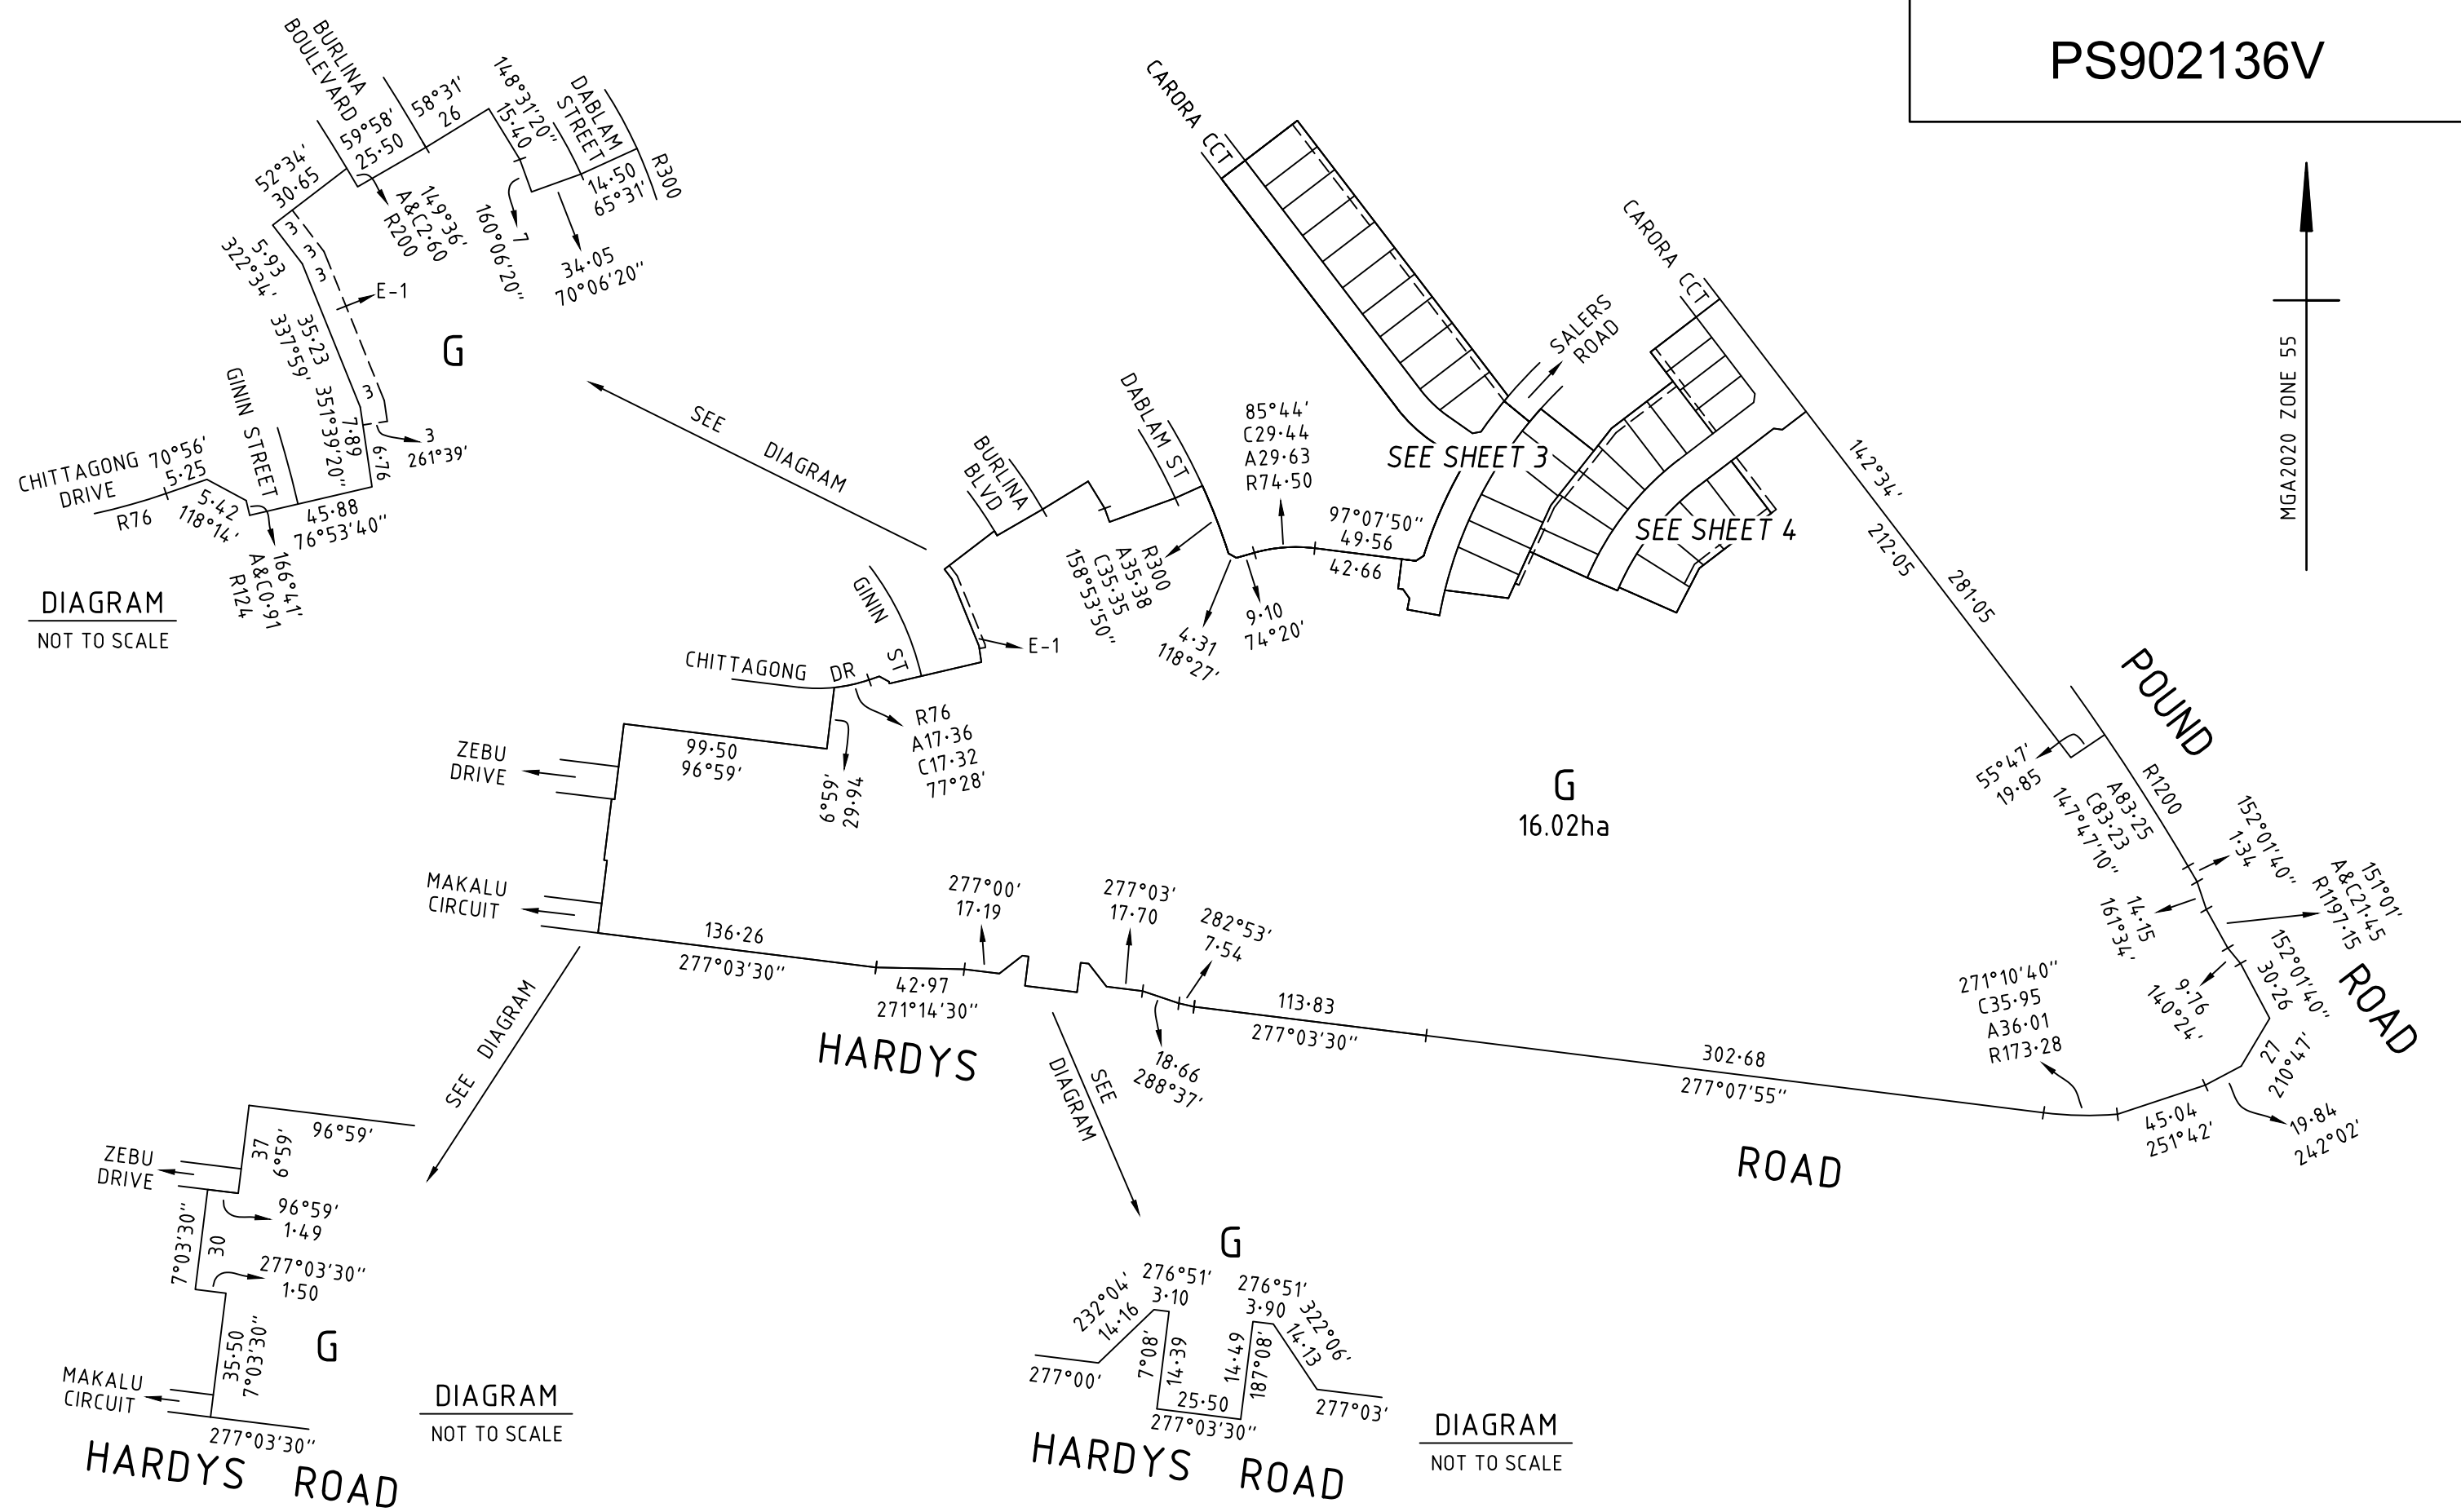 PS902136V
MGA2020 ZONE 55
BURLINA
BOULEVARD
59°58'
25·50
58°31'
26
148°31'20"
15·40
DABLAM
STREET
R300
14·50
65°31'
52°34'
30·65
149°36'
A&C2·60
R200
7
160°06'20"
34·05
70°06'20"
3
3
3
5·93
322°34'
E-1
35·23
337°59'
G
3
GININ STREET
7·89
351°39'20"
6·76
3
261°39'
CHITTAGONG
DRIVE
70°56'
5·25
R76
5·42
118°14'
45·88
76°53'40"
166°41'
A&C0·91
R124
DIAGRAM
NOT TO SCALE
SEE DIAGRAM
CARORA CCT
CARORA CCT
SALERS
ROAD
SEE SHEET 3
SEE SHEET 4
DABLAM ST
BURLINA
BLVD
85°44'
C29·44
A29·63
R74·50
97°07'50"
49·56
42·66
R300
A35·38
C35·35
158°53'50"
4·31
118°27'
9·10
74°20'
GININ ST
E-1
CHITTAGONG DR
R76
A17·36
C17·32
77°28'
99·50
96°59'
6°59'
29·94
ZEBU
DRIVE
MAKALU
CIRCUIT
G
16.02ha
142°34'
212·05
281·05
POUND ROAD
55°47'
19·85
R1200
A83·25
C83·23
147°47'10"
152°01'40"
1·34
151°01'
A&C21·45
R1197·15
14·15
161°34'
152°01'40"
30·26
9·76
140°24'
27
210°47'
19·84
242°02'
45·04
251°42'
271°10'40"
C35·95
A36·01
R173·28
302·68
277°07'55"
113·83
277°03'30"
282°53'
7·54
18·66
288°37'
277°03'
17·70
277°00'
17·19
42·97
271°14'30"
136·26
277°03'30"
HARDYS ROAD
SEE DIAGRAM
SEE
DIAGRAM
96°59'
37
6°59'
ZEBU
DRIVE
96°59'
1·49
7°03'30"
30
277°03'30"
1·50
35·50
7°03'30"
G
MAKALU
CIRCUIT
277°03'30"
HARDYS ROAD
DIAGRAM
NOT TO SCALE
G
276°51'
3·10
276°51'
3·90
232°04'
14·16
322°06'
14·13
7°08'
14·39
14·49
187°08'
277°00'
25·50
277°03'30"
277°03'
HARDYS ROAD
DIAGRAM
NOT TO SCALE